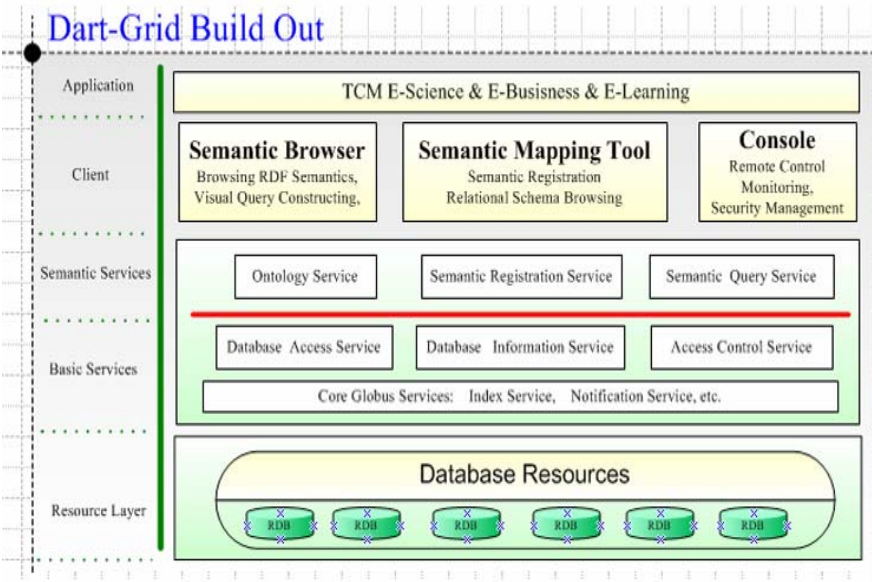 Dart-Grid Build Out
Application
TCM E-Science & E-Busisness & E-Learning
Client
Semantic Browser
Browsing RDF Semantics,
Visual Query Constructing,
Semantic Mapping Tool
Semantic Registration
Relational Schema Browsing
Console
Remote Control
Monitoring,
Security Management
Semantic Services
Ontology Service
Semantic Registration Service
Semantic Query Service
Basic Services
Database Access Service
Database Information Service
Access Control Service
Core Globus Services: Index Service, Notification Service, etc.
Resource Layer
Database Resources
RDB RDB RDB RDB RDB RDB